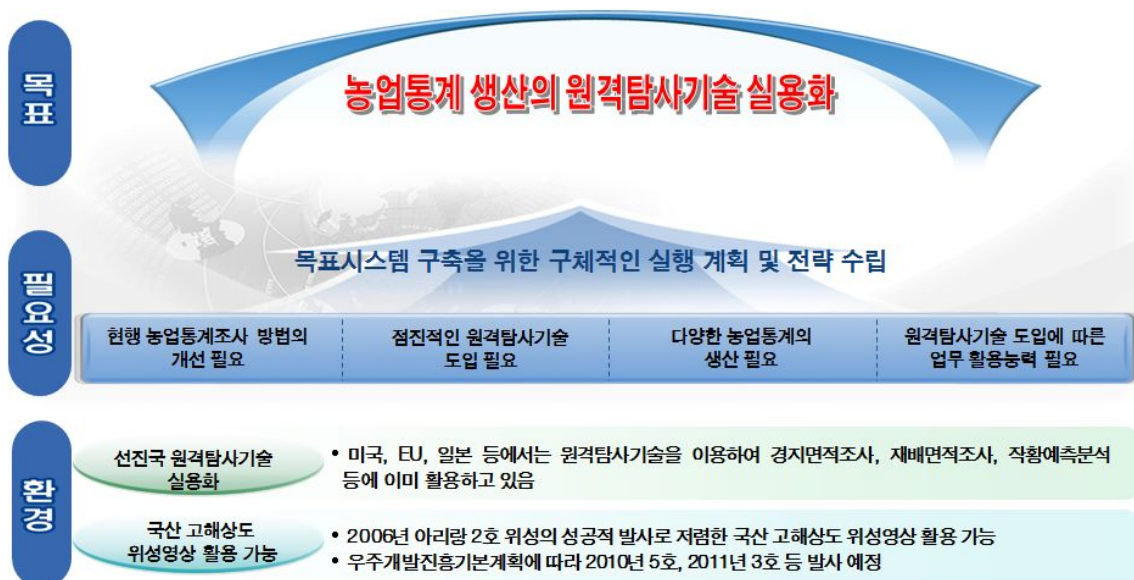 목표
농업통계 생산의 원격탐사기술 실용화
필요성
목표시스템 구축을 위한 구체적인 실행 계획 및 전략 수립
현행 농업통계조사 방법의
개선 필요
점진적인 원격탐사기술
도입 필요
다양한 농업통계의
생산 필요
원격탐사기술 도입에 따른
업무 활용능력 필요
환경
선진국 원격탐사기술
실용화
• 미국, EU, 일본 등에서는 원격탐사기술을 이용하여 경지면적조사, 재배면적조사, 작황예측분석
등에 이미 활용하고 있음
국산 고해상도
위성영상 활용 가능
• 2006년 아리랑 2호 위성의 성공적 발사로 저렴한 국산 고해상도 위성영상 활용 가능
• 우주개발진흥기본계획에 따라 2010년 5호, 2011년 3호 등 발사 예정